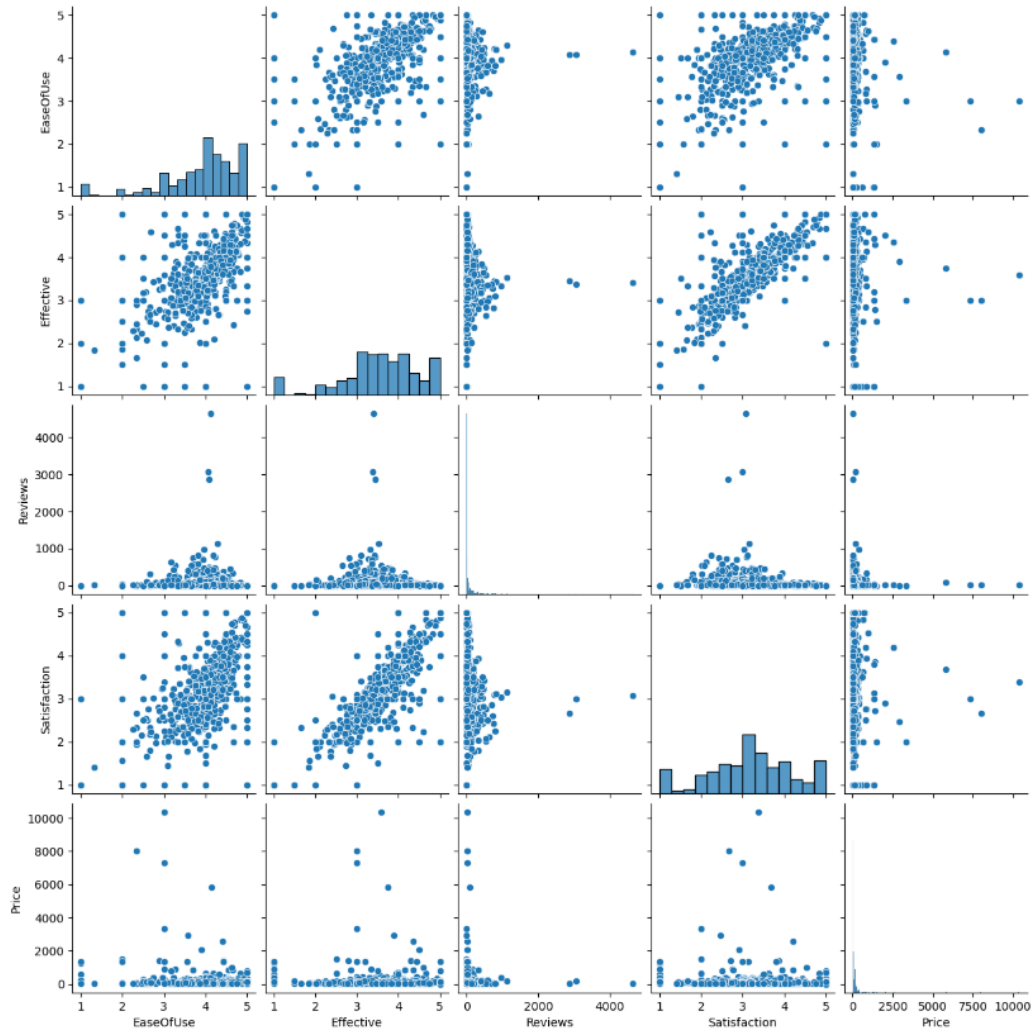 5
4
3
2
1
EaseOfUse
5
4
3
2
1
Effective
4000
3000
2000
1000
0
Reviews
5
4
3
2
1
Satisfaction
10000
8000
6000
4000
2000
0
Price
1 2 3 4 5
EaseOfUse
1 2 3 4 5
Effective
0 2000 4000
Reviews
1 2 3 4 5
Satisfaction
0 2500 5000 7500 10000
Price